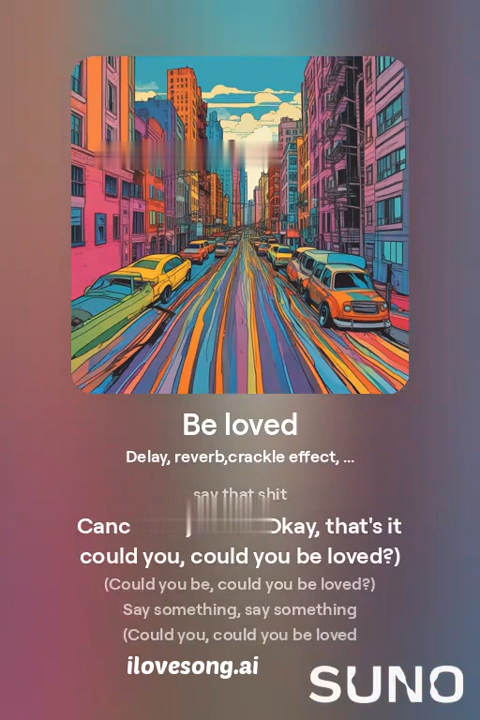 Be loved
Delay, reverb,crackle effect, ...
say that shit
Okay, that's it
could you, could you be loved?)
(Could you be, could you be loved?)
Say something, say something
(Could you, could you be loved
ilovesong.ai
SUNO